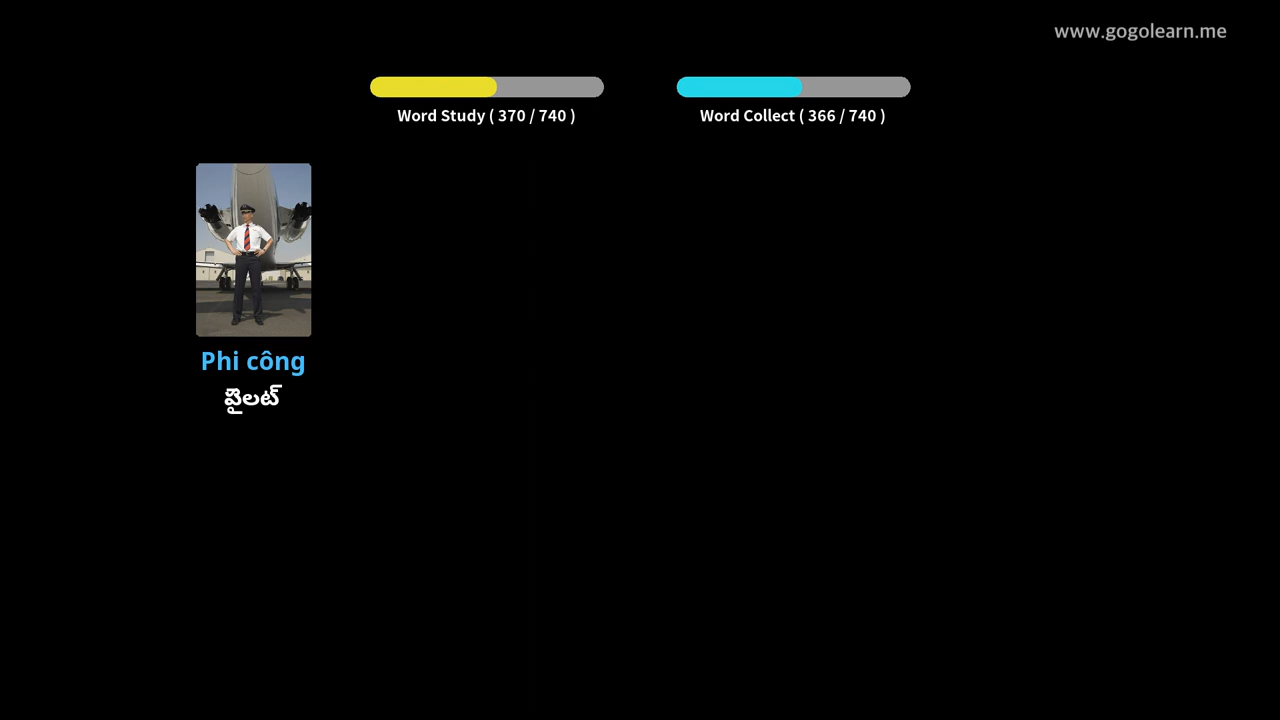 www.gogolearn.me
Word Study ( 370 / 740 )
Word Collect ( 366 / 740 )
Phi công
పైలట్